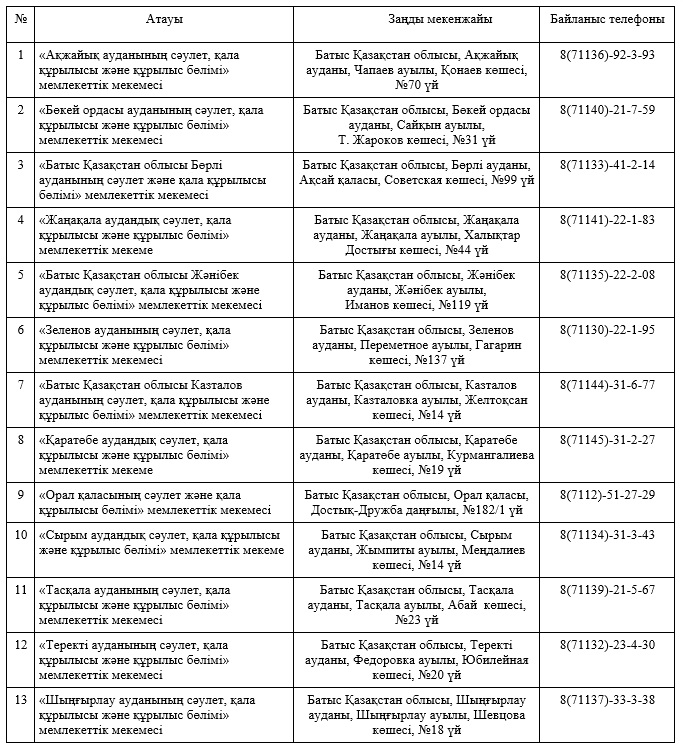 № Атауы Заңды мекенжайы Байланыс телефоны
1 «Ақжайық ауданының сәулет, қала Батыс Қазақстан облысы, Ақжайық 8(71136)-92-3-93
құрылысы және құрылыс бөлімі» ауданы, Чапаев ауылы, Қонаев көшесі,
мемлекеттік мекемесі №70 үй
2 «Бөкей ордасы ауданының сәулет, қала Батыс Қазақстан облысы, Бөкей ордасы 8(71140)-21-7-59
құрылысы және құрылыс бөлімі» ауданы, Сайқын ауылы,
мемлекеттік мекемесі Т. Жароков көшесі, №31 үй
3 «Батыс Қазақстан облысы Бөрлі Батыс Қазақстан облысы, Бөрлі ауданы, 8(71133)-41-2-14
ауданының сәулет және қала құрылысы Ақсай қаласы, Советская көшесі, №99 үй
бөлімі» мемлекеттік мекемесі
4 «Жаңақала аудандық сәулет, қала Батыс Қазақстан облысы, Жаңақала 8(71141)-22-1-83
құрылысы және құрылыс бөлімі» ауданы, Жаңақала ауылы, Халықтар
мемлекеттік мекеме Достығы көшесі, №44 үй
5 «Батыс Қазақстан облысы Жәнібек Батыс Қазақстан облысы, Жәнібек 8(71135)-22-2-08
аудандық сәулет, қала құрылысы және ауданы, Жәнібек ауылы,
құрылыс бөлімі» мемлекеттік мекемесі Иманов көшесі, №119 үй
6 «Зеленов ауданының сәулет, қала Батыс Қазақстан облысы, Зеленов 8(71130)-22-1-95
құрылысы және құрылыс бөлімі» ауданы, Переметное ауылы, Гагарин
мемлекеттік мекемесі көшесі, №137 үй
7 «Батыс Қазақстан облысы Казталов Батыс Қазақстан облысы, Казталов 8(71144)-31-6-77
ауданының сәулет, қала құрылысы және ауданы, Казталовка ауылы, Желтоқсан
құрылыс бөлімі» мемлекеттік мекемесі көшесі, №14 үй
8 «Қаратөбе аудандық сәулет, қала Батыс Қазақстан облысы, Қаратөбе 8(71145)-31-2-27
құрылысы және құрылыс бөлімі» ауданы, Қаратөбе ауылы, Курмангалиева
мемлекеттік мекеме көшесі, №19 үй
9 «Орал қаласының сәулет және қала Батыс Қазақстан облысы, Орал қаласы, 8(7112)-51-27-29
құрылысы бөлімі» мемлекеттік мекемесі Достық-Дружба даңғылы, №182/1 үй
10 «Сырым аудандық сәулет, қала құрылысы Батыс Қазақстан облысы, Сырым 8(71134)-31-3-43
және құрылыс бөлімі» мемлекеттік мекеме ауданы, Жымпиты ауылы, Меңдалиев
көшесі, №14 үй
11 «Тасқала ауданының сәулет, қала Батыс Қазақстан облысы, Тасқала 8(71139)-21-5-67
құрылысы және құрылыс бөлімі» ауданы, Тасқала ауылы, Абай көшесі,
мемлекеттік мекемесі №23 үй
12 «Теректі ауданының сәулет, қала Батыс Қазақстан облысы, Теректі 8(71132)-23-4-30
құрылысы және құрылыс бөлімі» ауданы, Федоровка ауылы, Юбилейная
мемлекеттік мекемесі көшесі, №20 үй
13 «Шыңғырлау ауданының сәулет, қала Батыс Қазақстан облысы, Шыңғырлау 8(71137)-33-3-38
құрылысы және құрылыс бөлімі» ауданы, Шыңғырлау ауылы, Шевцова
мемлекеттік мекемесі көшесі, №18 үй